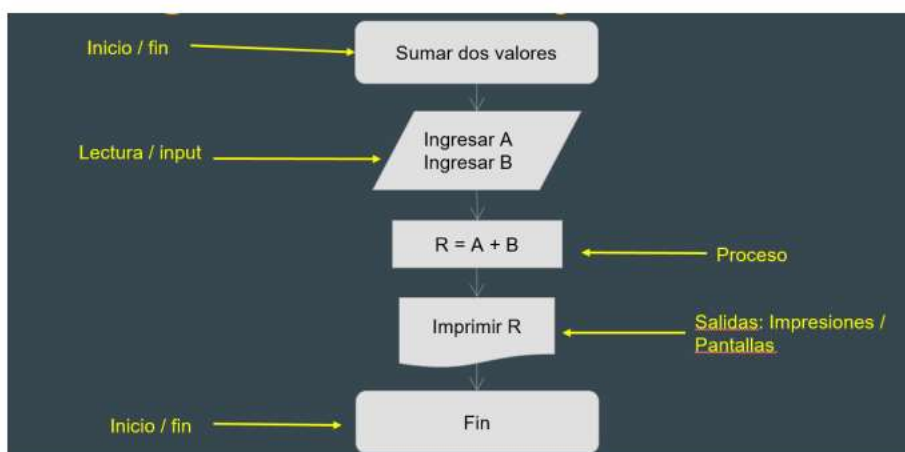 Inicio / fin
Sumar dos valores
Lectura / input
Ingresar A
Ingresar B
R = A + B
Proceso
Imprimir R
Salidas: Impresiones /
Pantallas
Inicio / fin
Fin